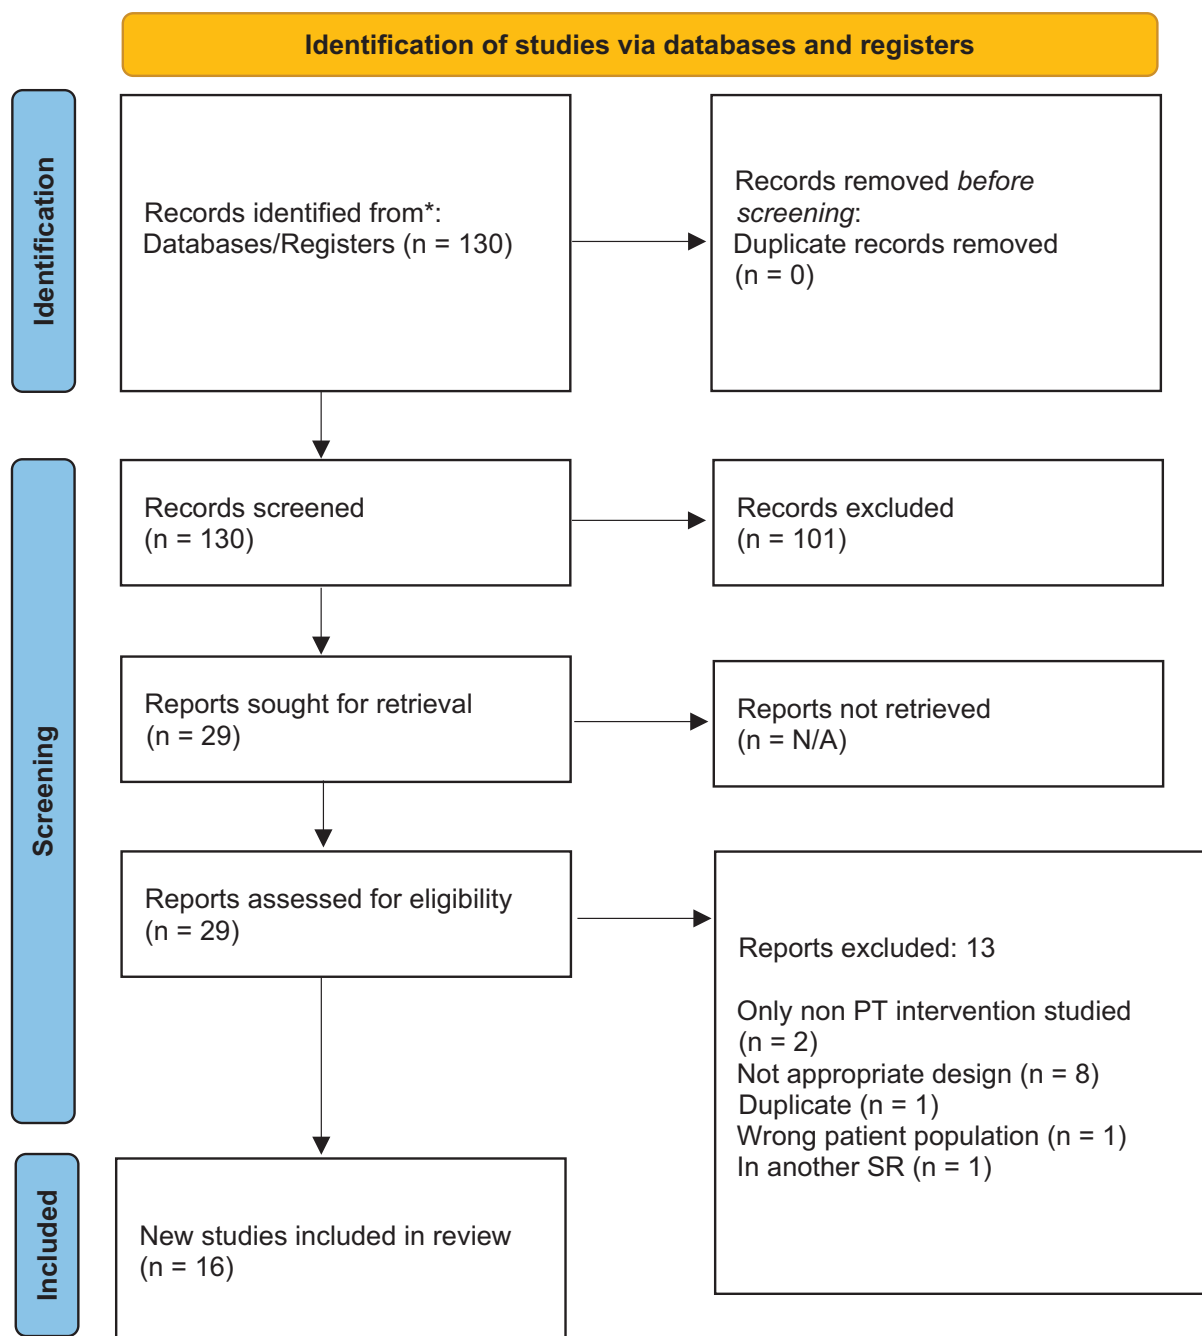 Identification of studies via databases and registers
Identification
Records identified from*:
Databases/Registers (n = 130)
Records removed before
screening:
Duplicate records removed
(n = 0)
Screening
Records screened
(n = 130)
Records excluded
(n = 101)
Reports sought for retrieval
(n = 29)
Reports not retrieved
(n = N/A)
Reports assessed for eligibility
(n = 29)
Reports excluded: 13
Only non PT intervention studied
(n = 2)
Not appropriate design (n = 8)
Duplicate (n = 1)
Wrong patient population (n = 1)
In another SR (n = 1)
Included
New studies included in review
(n = 16)